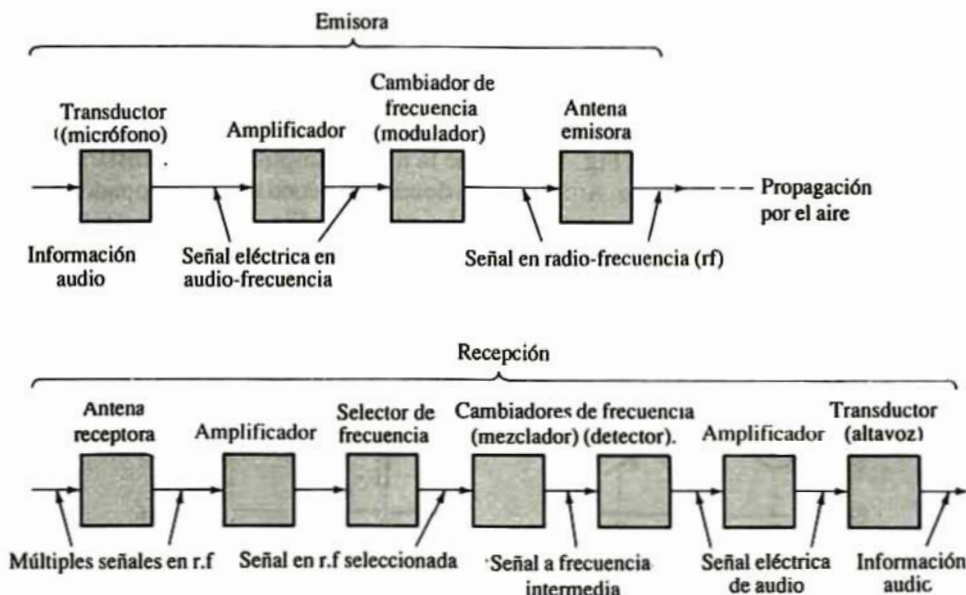 Emisora
Transductor
((micrófono)
Amplificador
Cambiador de
frecuencia
(modulador)
Antena
emisora
Propagación
por el aire
Información
audio
Señal eléctrica en
audio-frecuencia
Señal en radio-frecuencia (rf)
Recepción
Antena
receptora
Amplificador
Selector de
frecuencia
Cambiadores de frecuencia
(mezclador) (detector).
Amplificador
Transductor
(altavoz)
Múltiples señales en r.f
Señal en r.f seleccionada
Señal a frecuencia
intermedia
Señal eléctrica
de audio
Información
audic